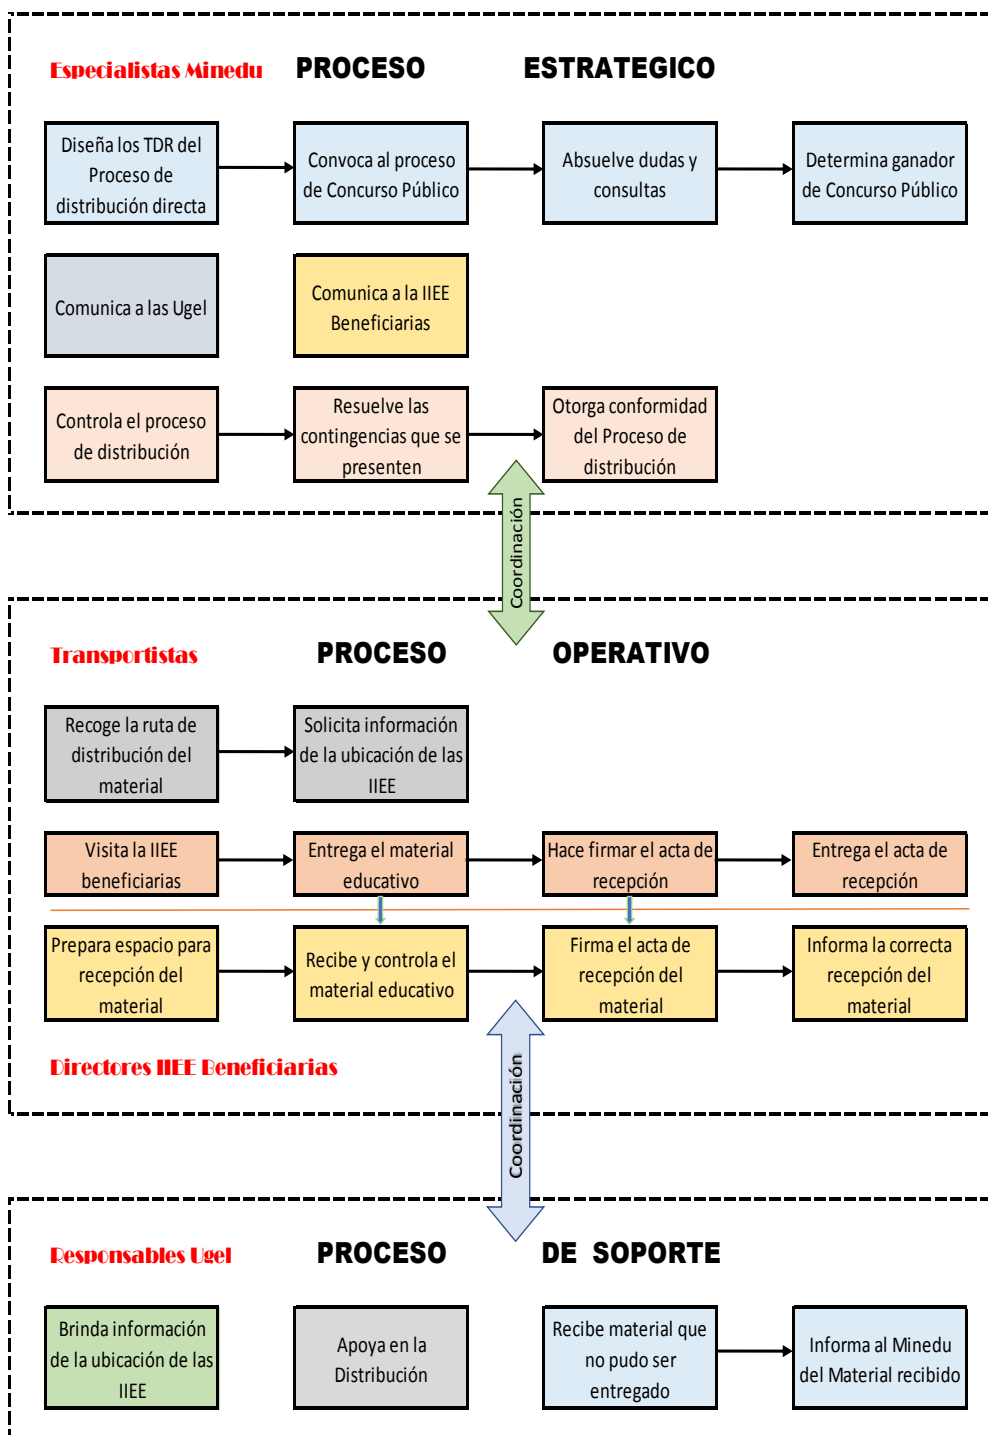 Especialistas Minedu PROCESO ESTRATEGICO
Diseña los TDR del
Proceso de
distribución directa
Convoca al proceso
de Concurso Público
Absuelve dudas y
consultas
Determina ganador
de Concurso Público
Comunica a las Ugel
Comunica a la IIEE
Beneficiarias
Controla el proceso
de distribución
Resuelve las
contingencias que se
presenten
Otorga conformidad
del Proceso de
distribución
Coordinación
Transportistas PROCESO OPERATIVO
Recoge la ruta de
distribución del
material
Solicita información
de la ubicación de las
IIEE
Visita la IIEE
beneficiarias
Entrega el material
educativo
Hace firmar el acta de
recepción
Entrega el acta de
recepción
Prepara espacio para
recepción del
material
Recibe y controla el
material educativo
Firma el acta de
recepción del
material
Informa la correcta
recepción del
material
Directores IIEE Beneficiarias
Coordinación
Responsables Ugel PROCESO DE SOPORTE
Brinda información
de la ubicación de las
IIEE
Apoya en la
Distribución
Recibe material que
no pudo ser
entregado
Informa al Minedu
del Material recibido